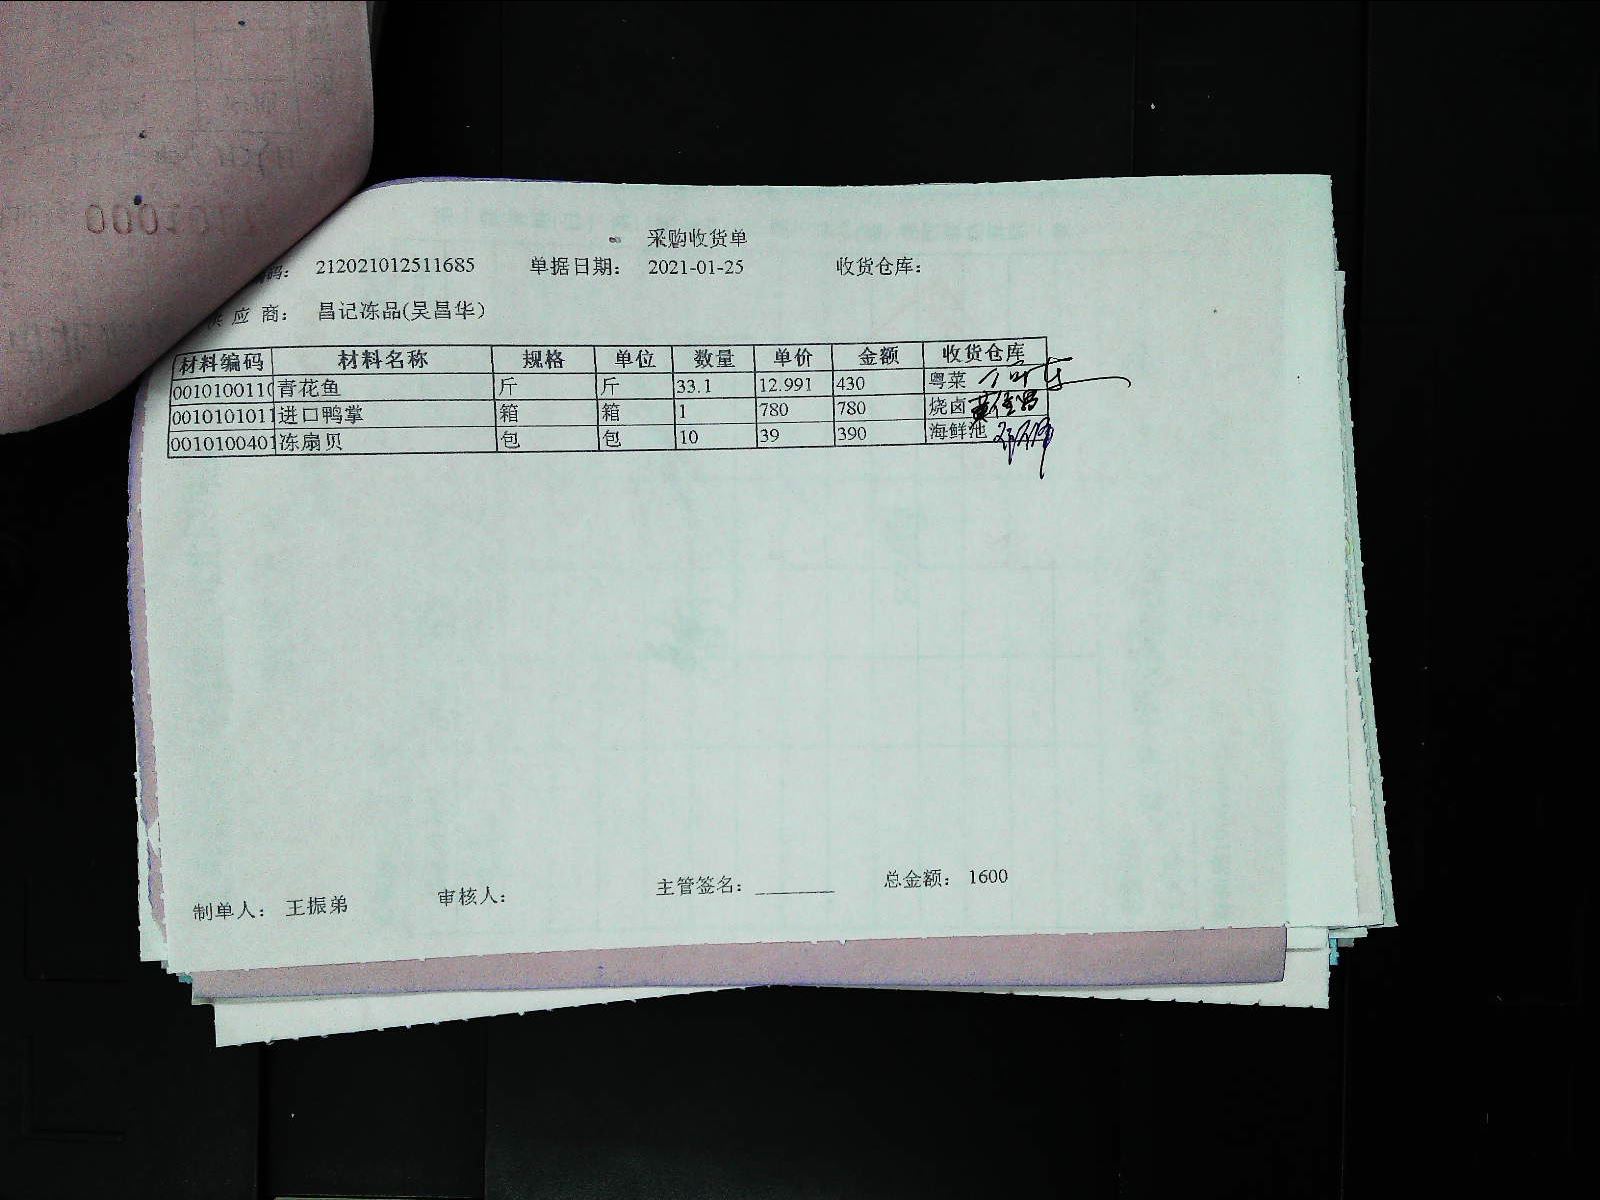 采购收货单
码： 212021012511685 单据日期： 2021-01-25 收货仓库：
供 应 商： 昌记冻品(吴昌华)
材料编码 材料名称 规格 单位 数量 单价 金额 收货仓库
0010100110 青花鱼 斤 斤 33.1 12.991 430 粤菜
0010101011 进口鸭掌 箱 箱 1 780 780 烧卤
0010100401 冻扇贝 包 包 10 39 390 海鲜池
制单人： 王振弟 审核人： 主管签名： 总金额： 1600